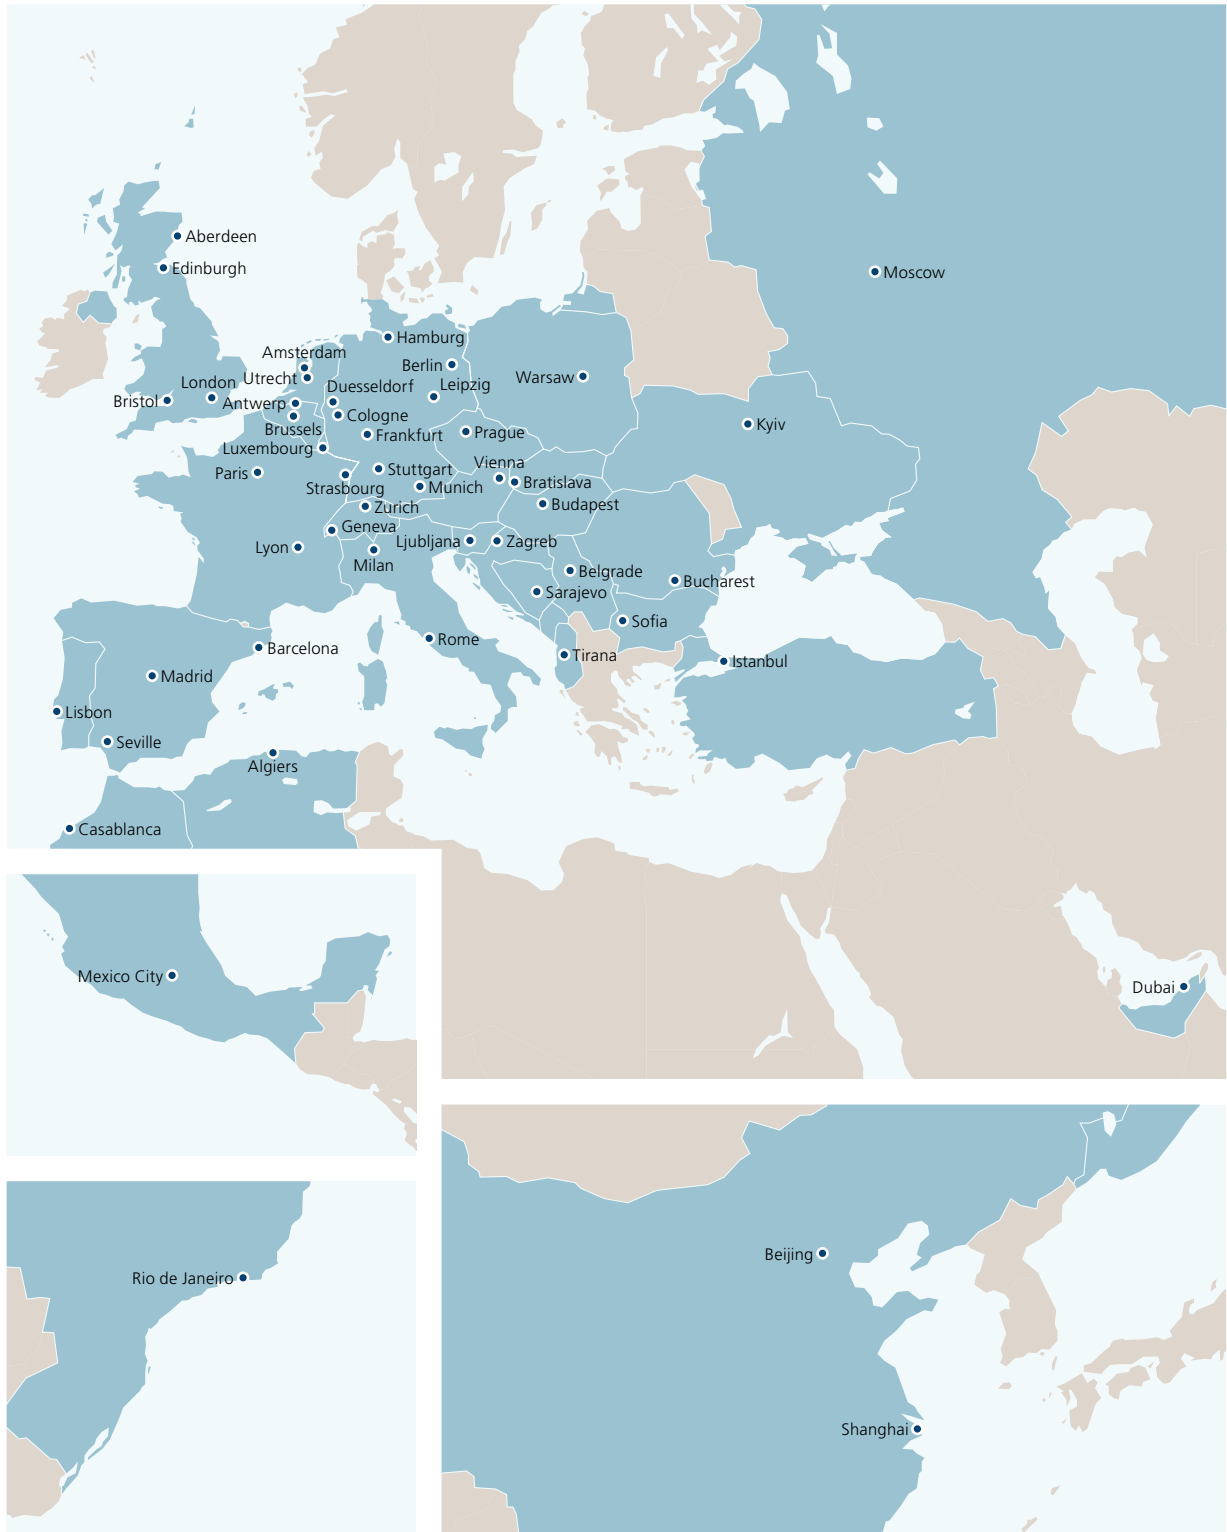 Aberdeen
Edinburgh
Moscow
Hamburg
Amsterdam
Berlin
Utrecht
Duesseldorf
Leipzig
Warsaw
London
Bristol
Antwerp
Cologne
Brussels
Kyiv
Frankfurt
Prague
Luxembourg
Paris
Stuttgart
Vienna
Strasbourg
Munich
Bratislava
Zurich
Budapest
Geneva
Lyon
Ljubljana
Zagreb
Milan
Belgrade
Sarajevo
Bucharest
Sofia
Rome
Barcelona
Tirana
Istanbul
Madrid
Lisbon
Seville
Algiers
Casablanca
Mexico City
Dubai
Rio de Janeiro
Beijing
Shanghai